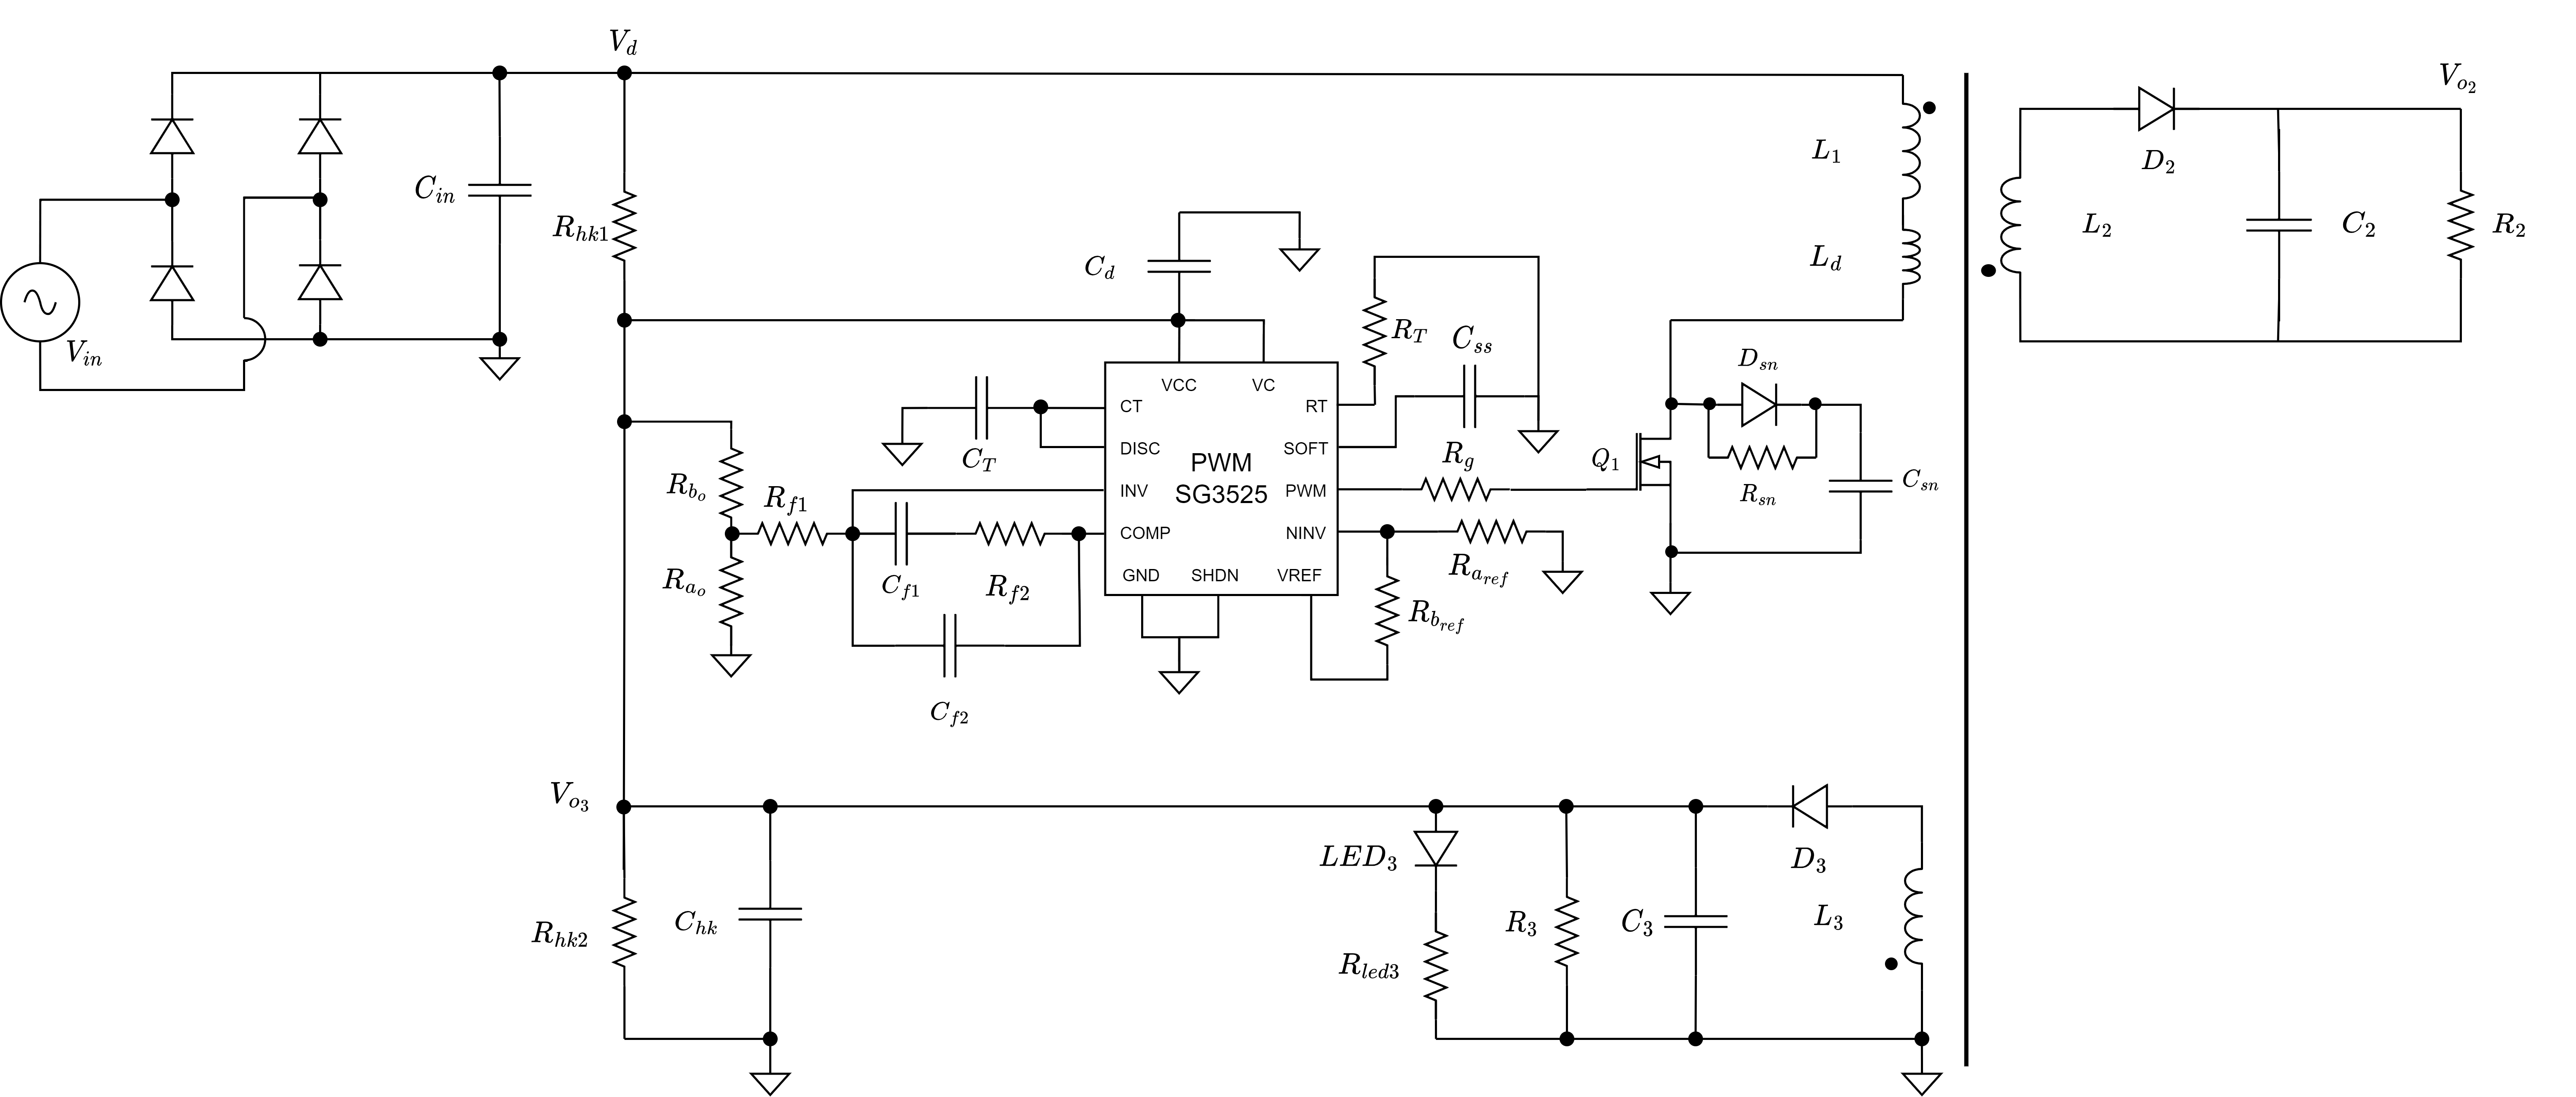 V_d
V_{o_2}
D_2
L_1
C_{in}
R_{hk1}
L_2
C_2
R_2
L_d
C_d
V_{in}
R_T
C_{ss}
D_{sn}
VCC
VC
CT
RT
DISC
SOFT
C_T
PWM
SG3525
R_g
Q_1
R_{b_o}
R_{f1}
INV
PWM
R_{sn}
C_{sn}
COMP
NINV
R_{a_o}
C_{f1}
R_{f2}
GND
SHDN
VREF
R_{a_{ref}}
R_{b_{ref}}
C_{f2}
V_{o_3}
LED_3
D_3
R_{hk2}
C_{hk}
R_{led3}
R_3
C_3
L_3